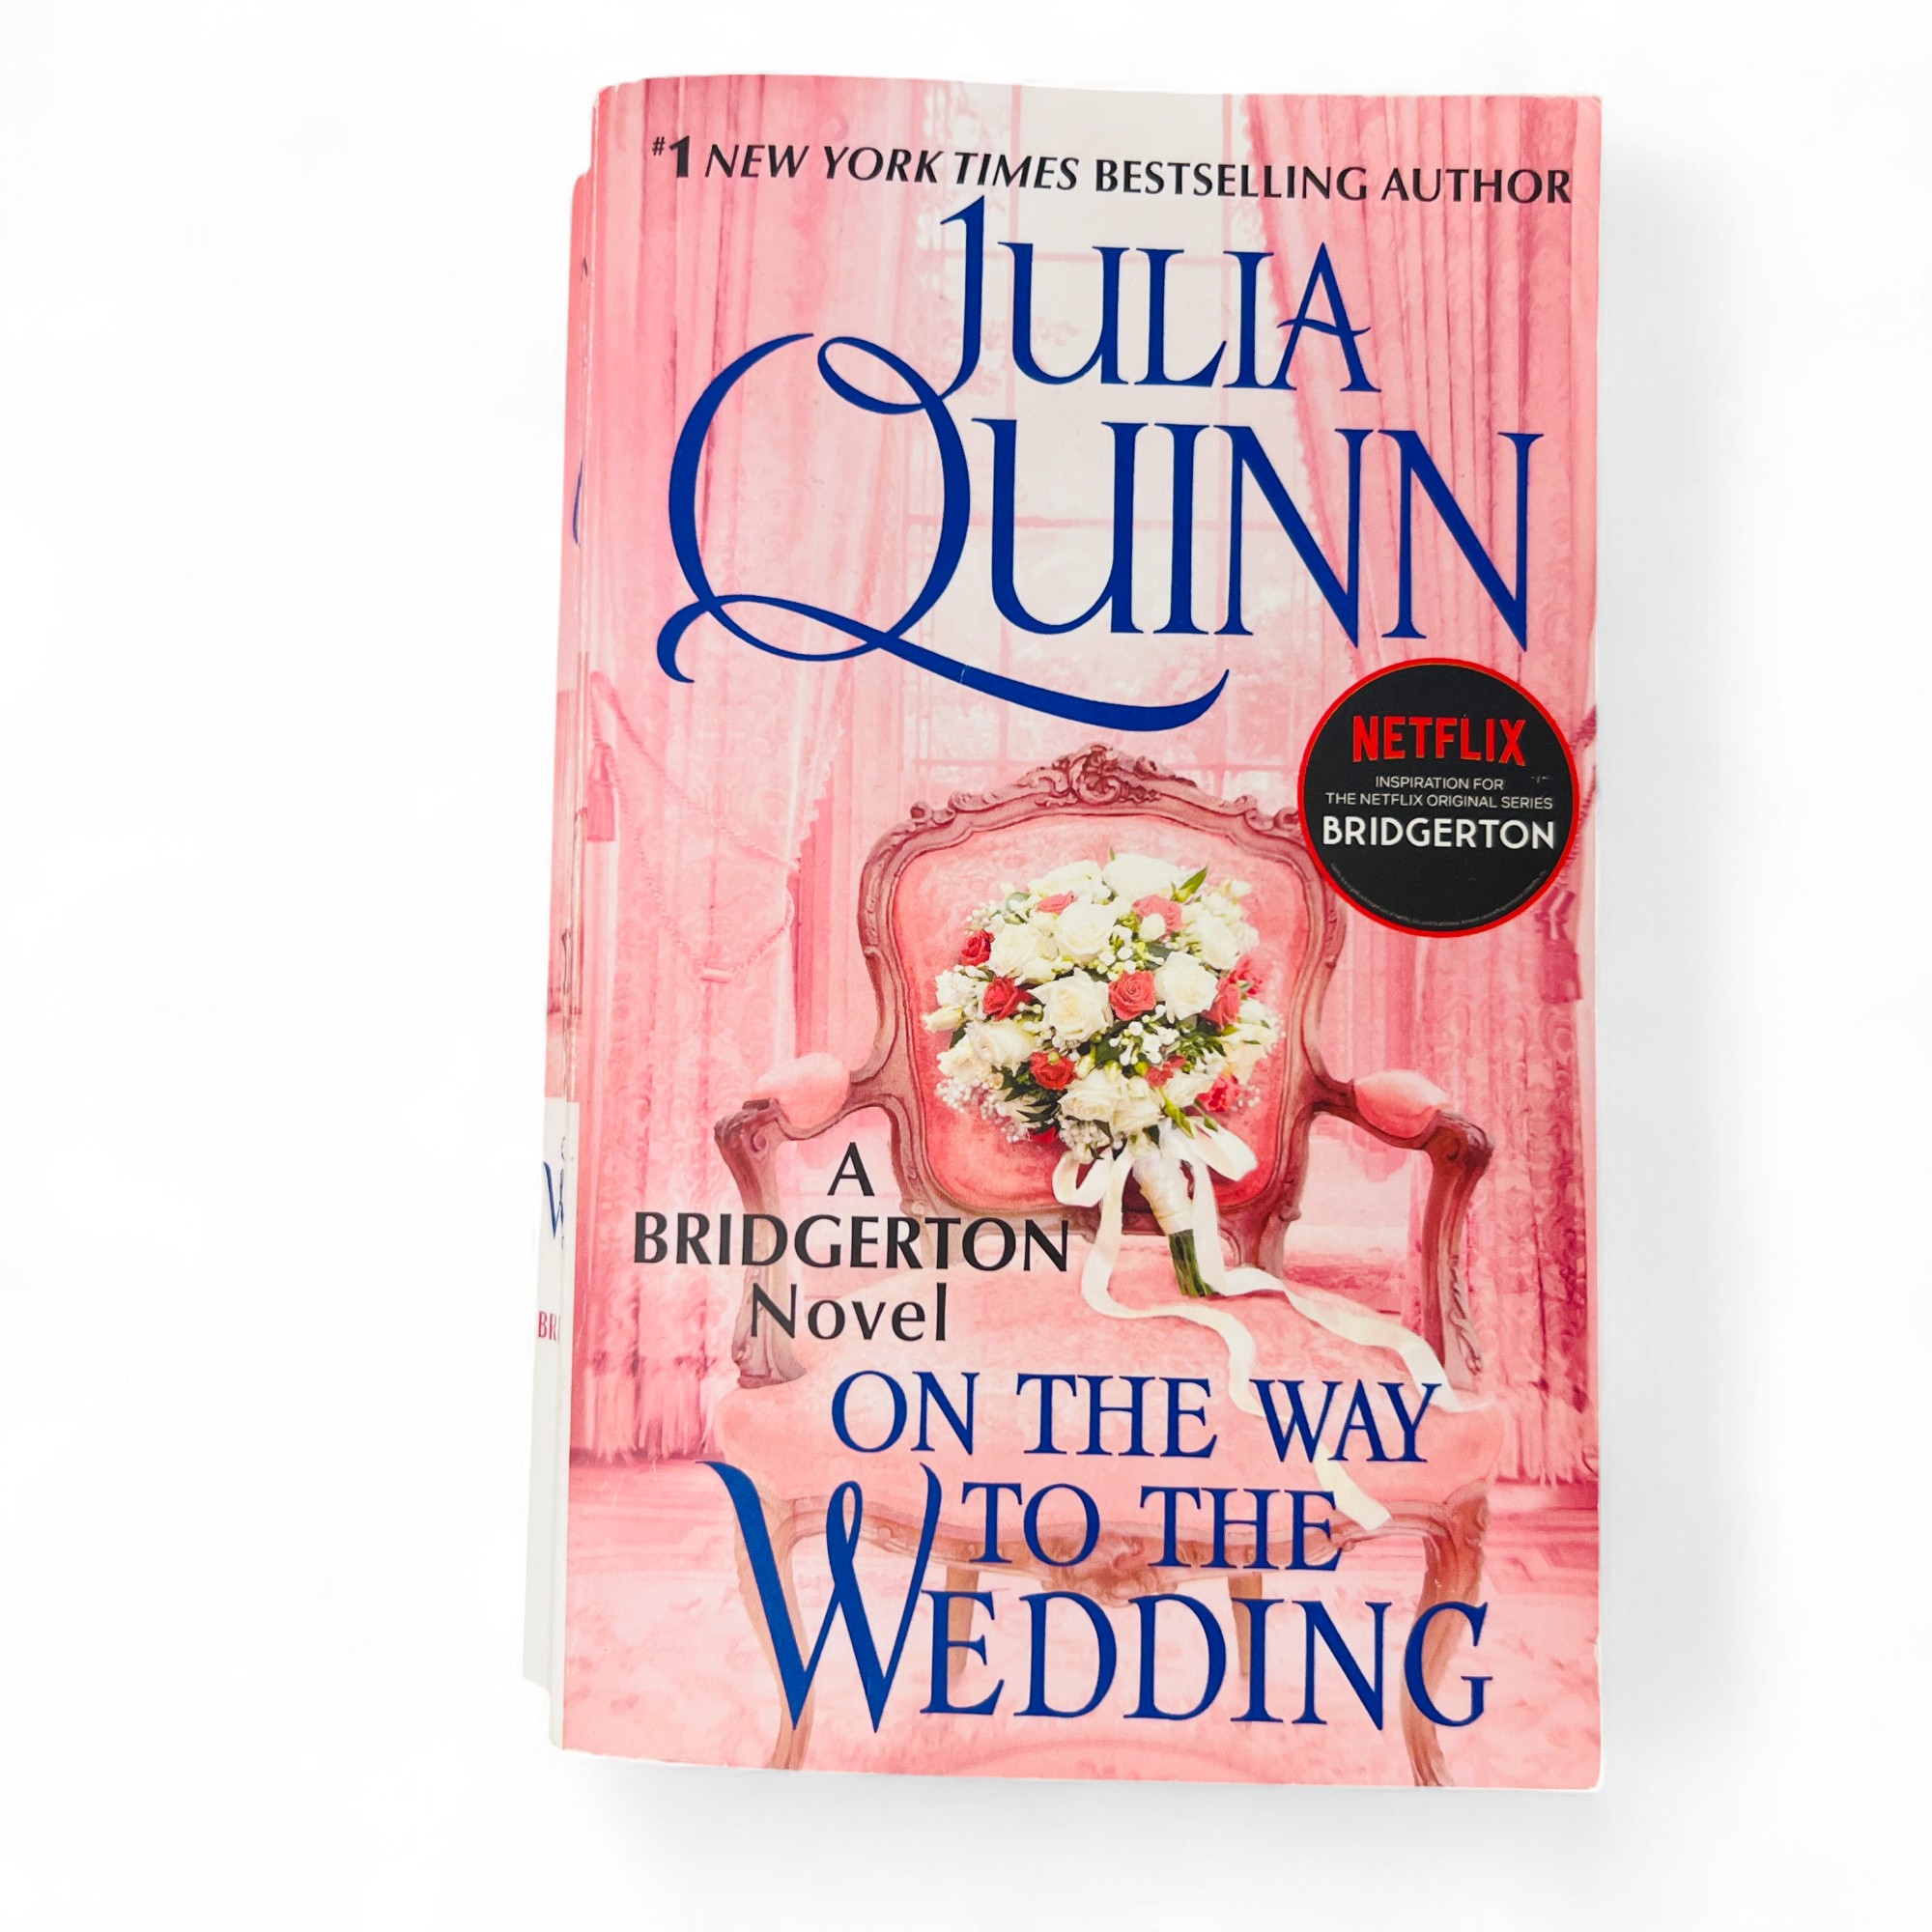 #1 NEW YORK TIMES BESTSELLING AUTHOR
JULIA
QUINN
NETFLIX
INSPIRATION FOR
THE NETFLIX ORIGINAL SERIES
BRIDGERTON
A
BRIDGERTON
Novel
ON THE WAY
TO THE
WEDDING